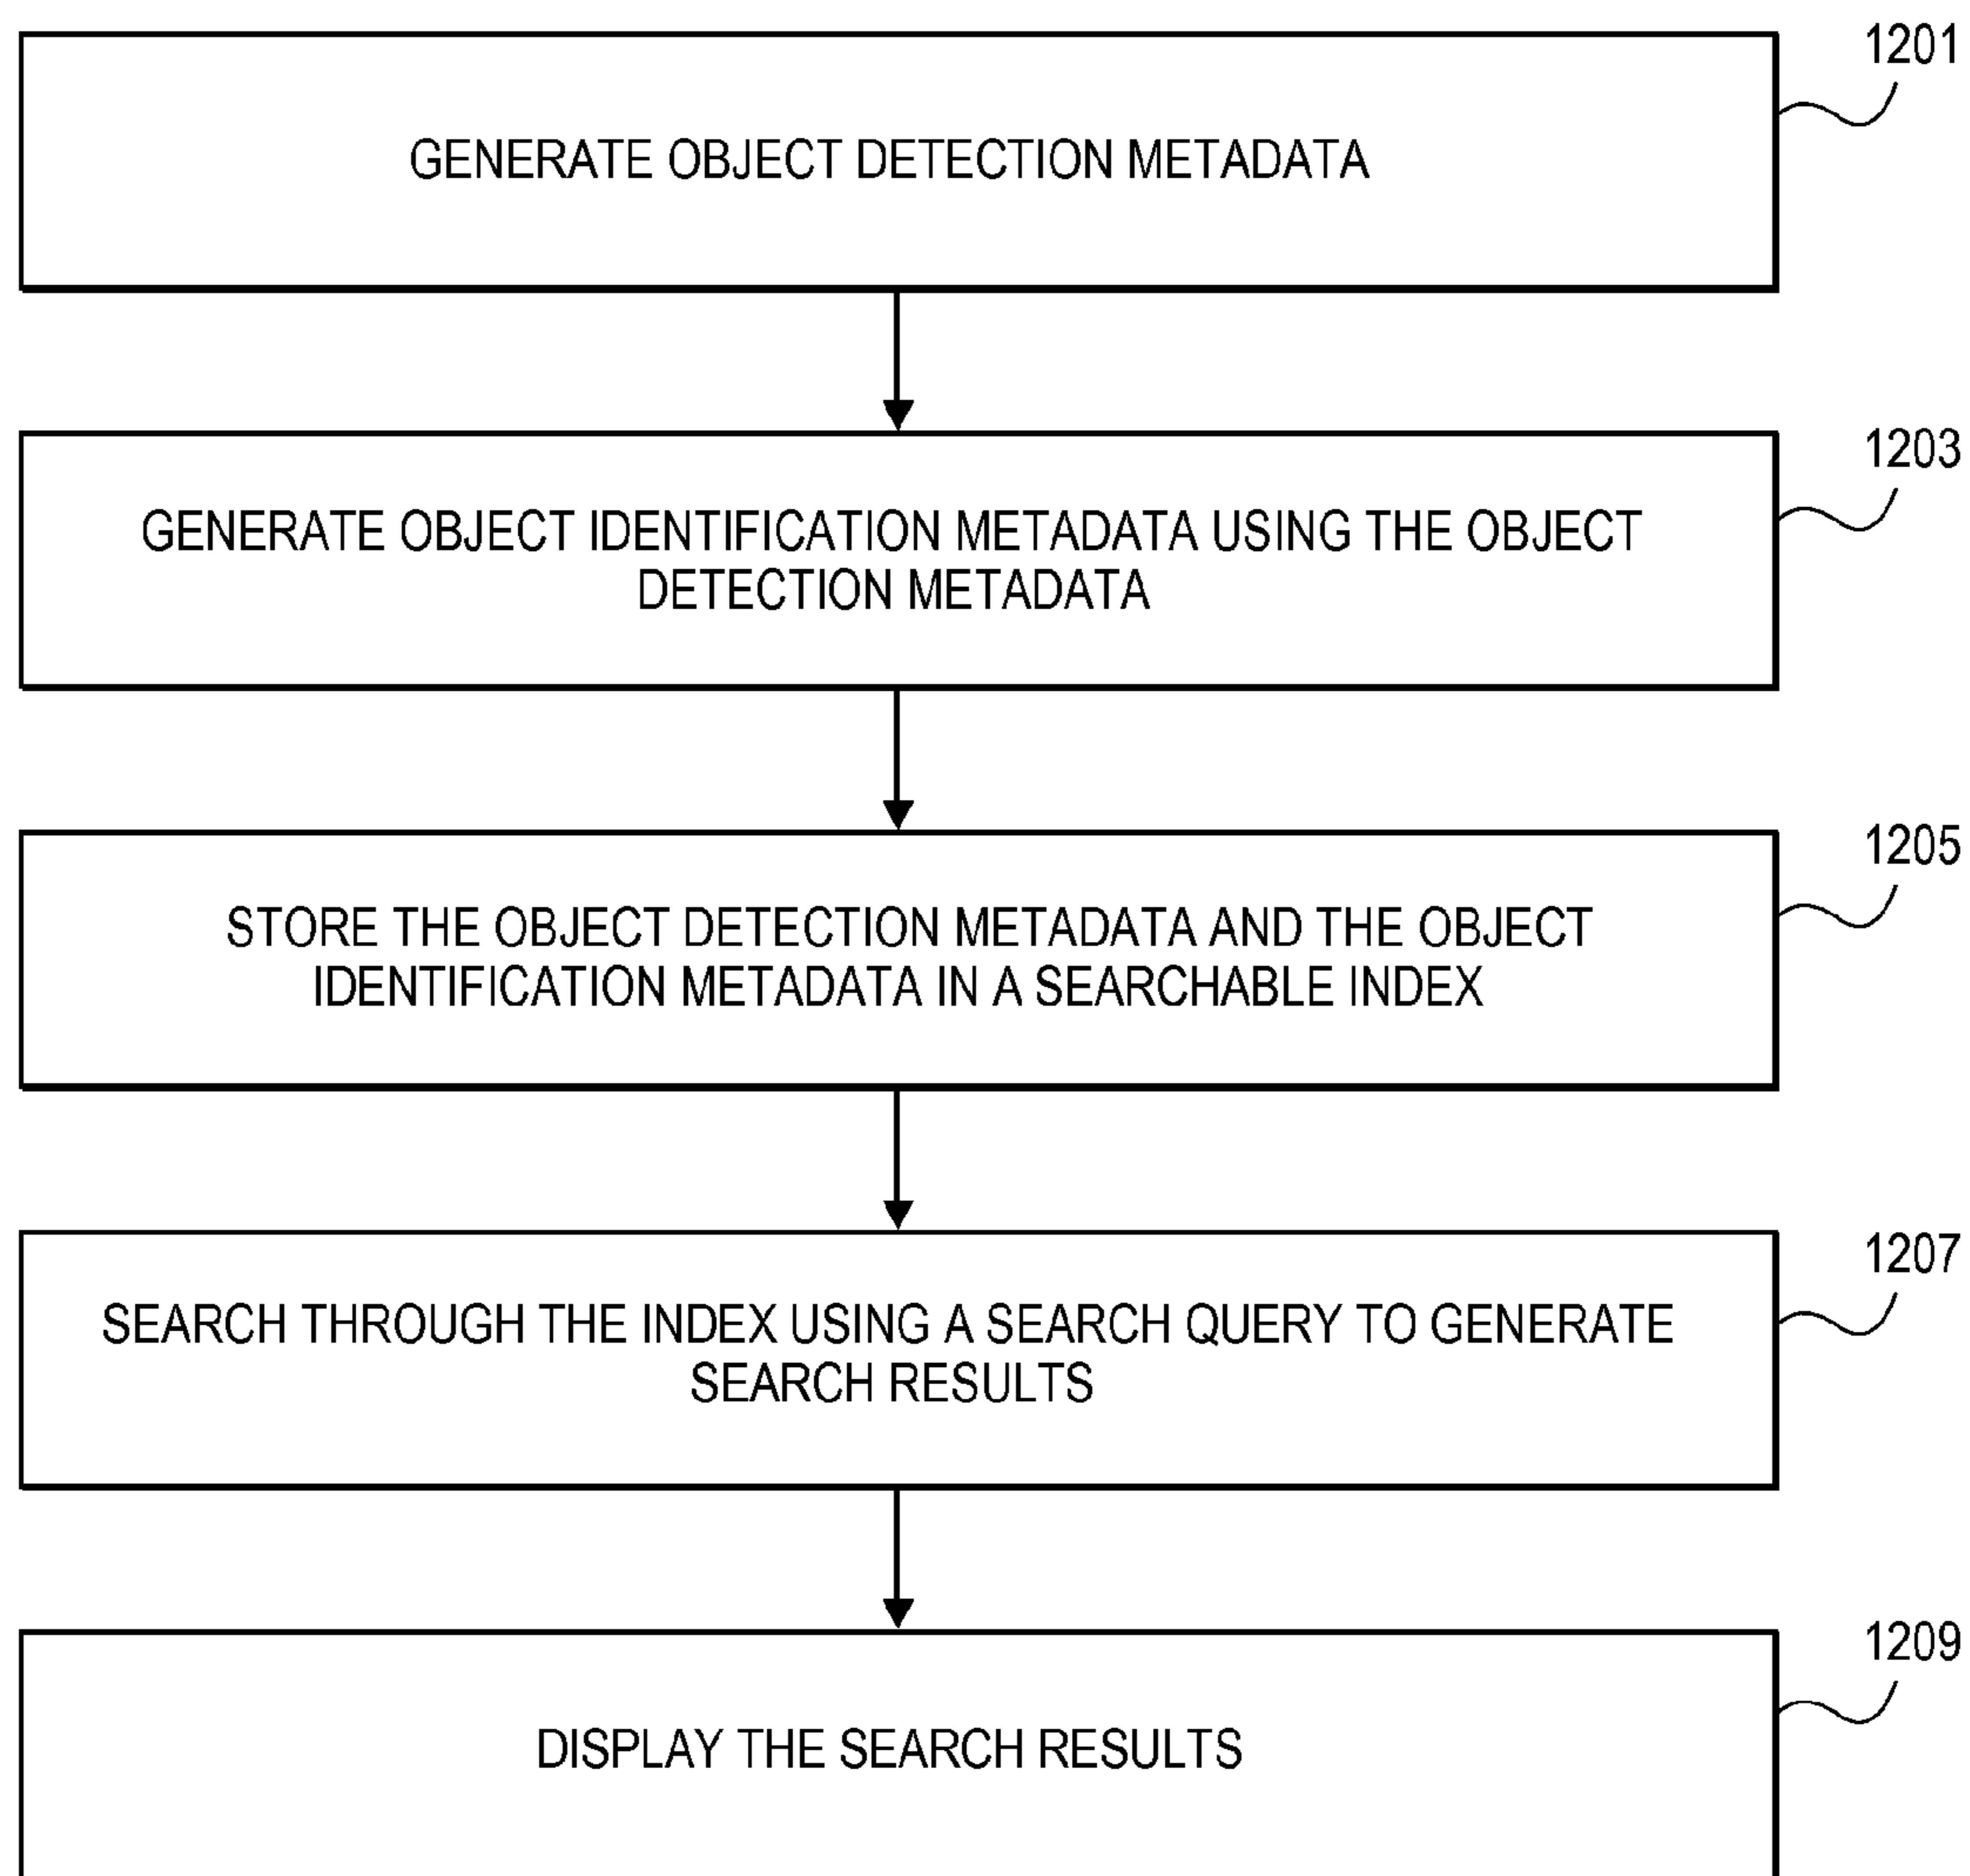 1201
GENERATE OBJECT DETECTION METADATA
1203
GENERATE OBJECT IDENTIFICATION METADATA USING THE OBJECT
DETECTION METADATA
1205
STORE THE OBJECT DETECTION METADATA AND THE OBJECT
IDENTIFICATION METADATA IN A SEARCHABLE INDEX
1207
SEARCH THROUGH THE INDEX USING A SEARCH QUERY TO GENERATE
SEARCH RESULTS
1209
DISPLAY THE SEARCH RESULTS